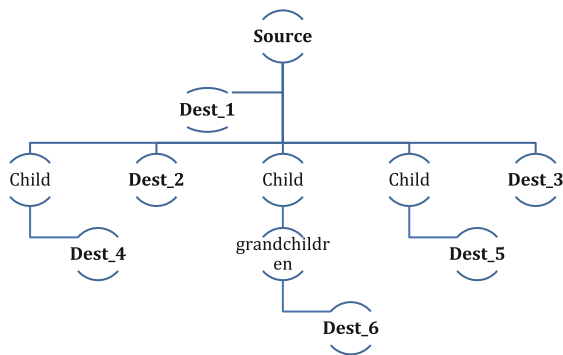 Source
Dest_1
Child
Dest_2
Child
Child
Dest_3
Dest_4
grandchildr
en
Dest_5
Dest_6